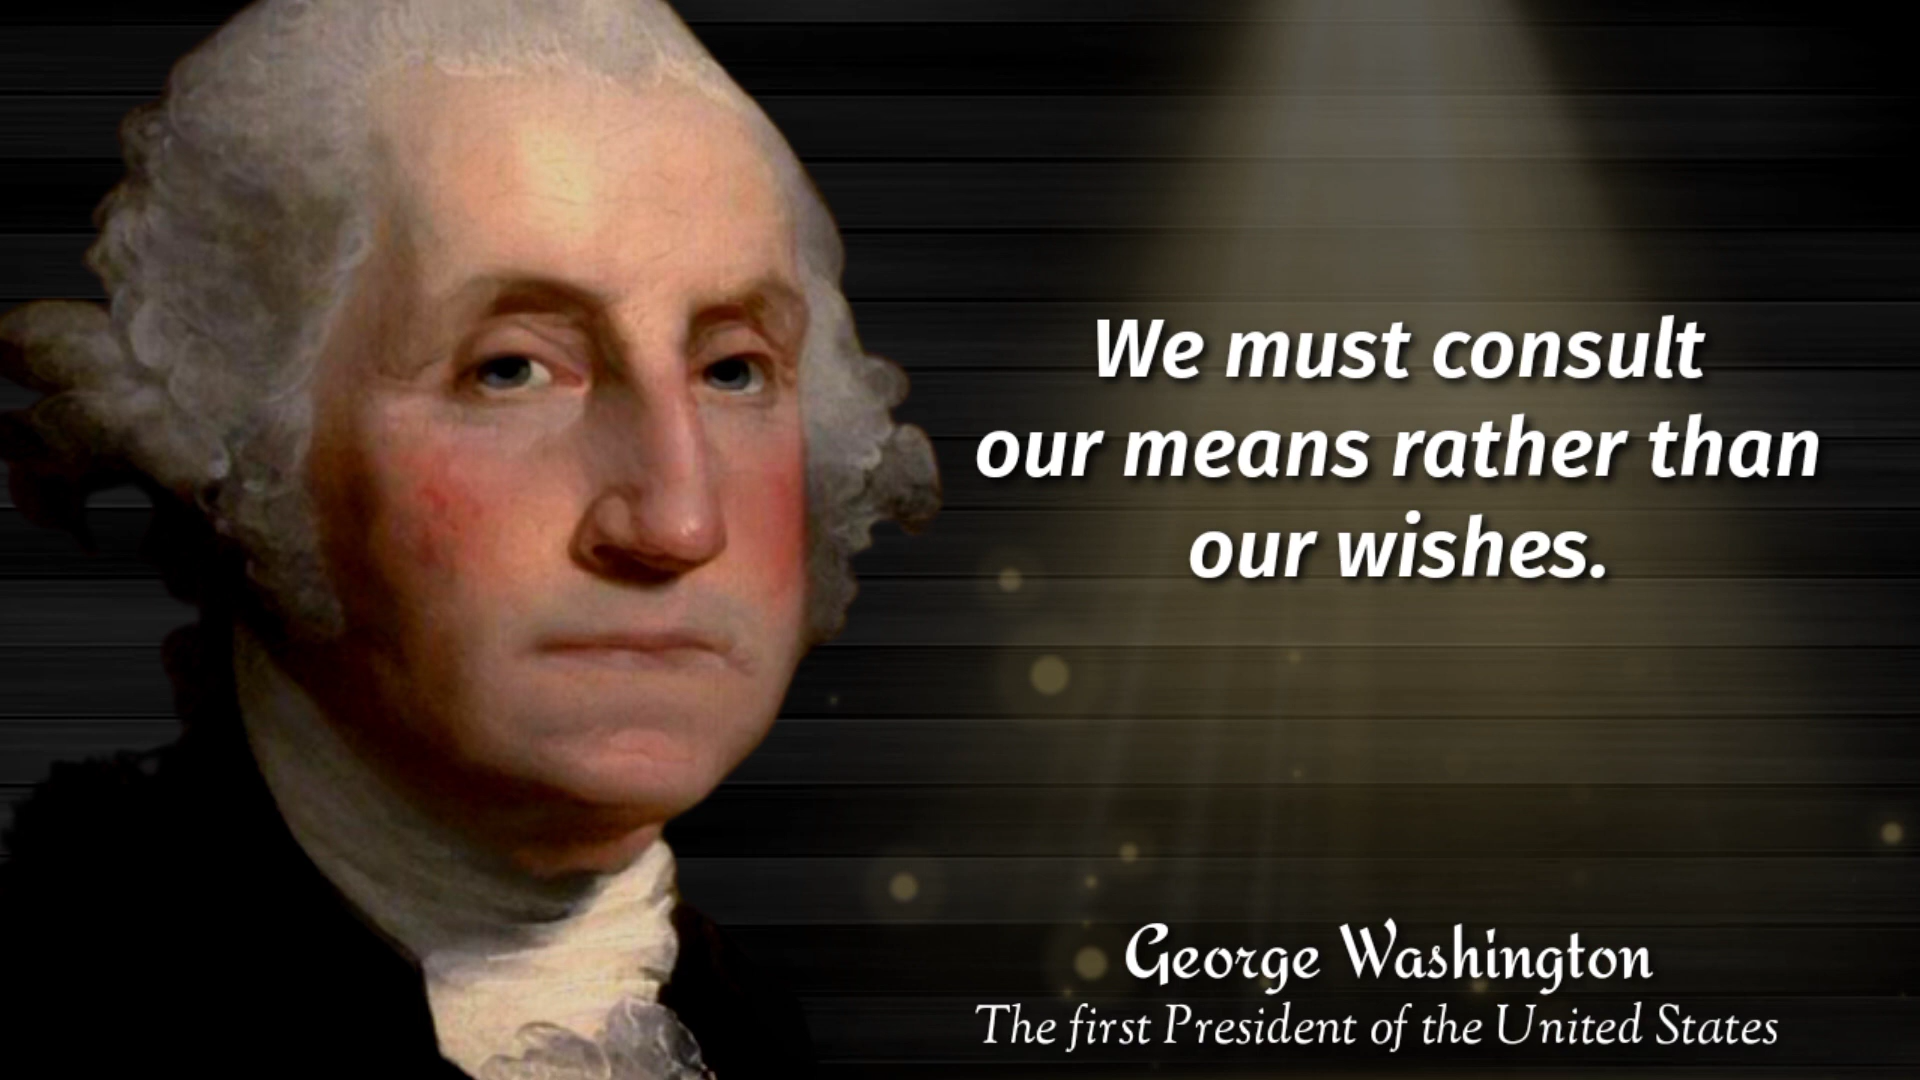 We must consult
our means rather than
our wishes.
George Washington
The first President of the United States